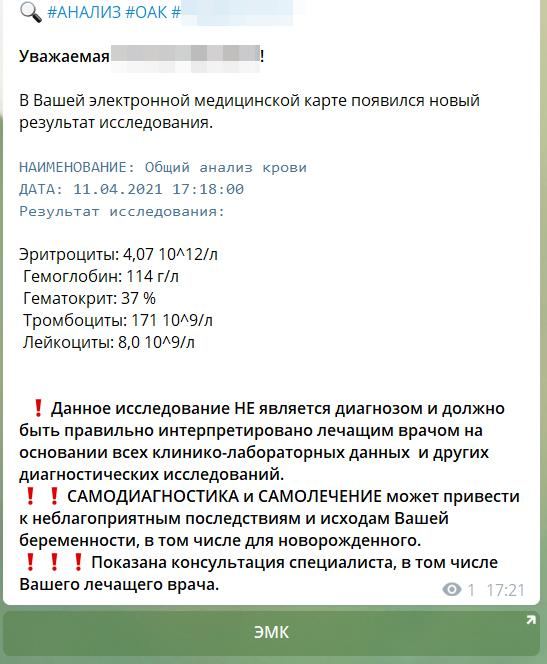 #АНАЛИЗ #ОАК #
Уважаемая !
В Вашей электронной медицинской карте появился новый
результат исследования.
НАИМЕНОВАНИЕ: Общий анализ крови
ДАТА: 11.04.2021 17:18:00
Результат исследования:
Эритроциты: 4,07 10^12/л
Гемоглобин: 114 г/л
Гематокрит: 37 %
Тромбоциты: 171 10^9/л
Лейкоциты: 8,0 10^9/л
❗ Данное исследование НЕ является диагнозом и должно
быть правильно интерпретировано лечащим врачом на
основании всех клинико-лабораторных данных и других
диагностических исследований.
❗ ❗ САМОДИАГНОСТИКА и САМОЛЕЧЕНИЕ может привести
к неблагоприятным последствиям и исходам Вашей
беременности, в том числе для новорожденного.
❗ ❗ ❗ Показана консультация специалиста, в том числе
Вашего лечащего врача.
1 17:21
ЭМК